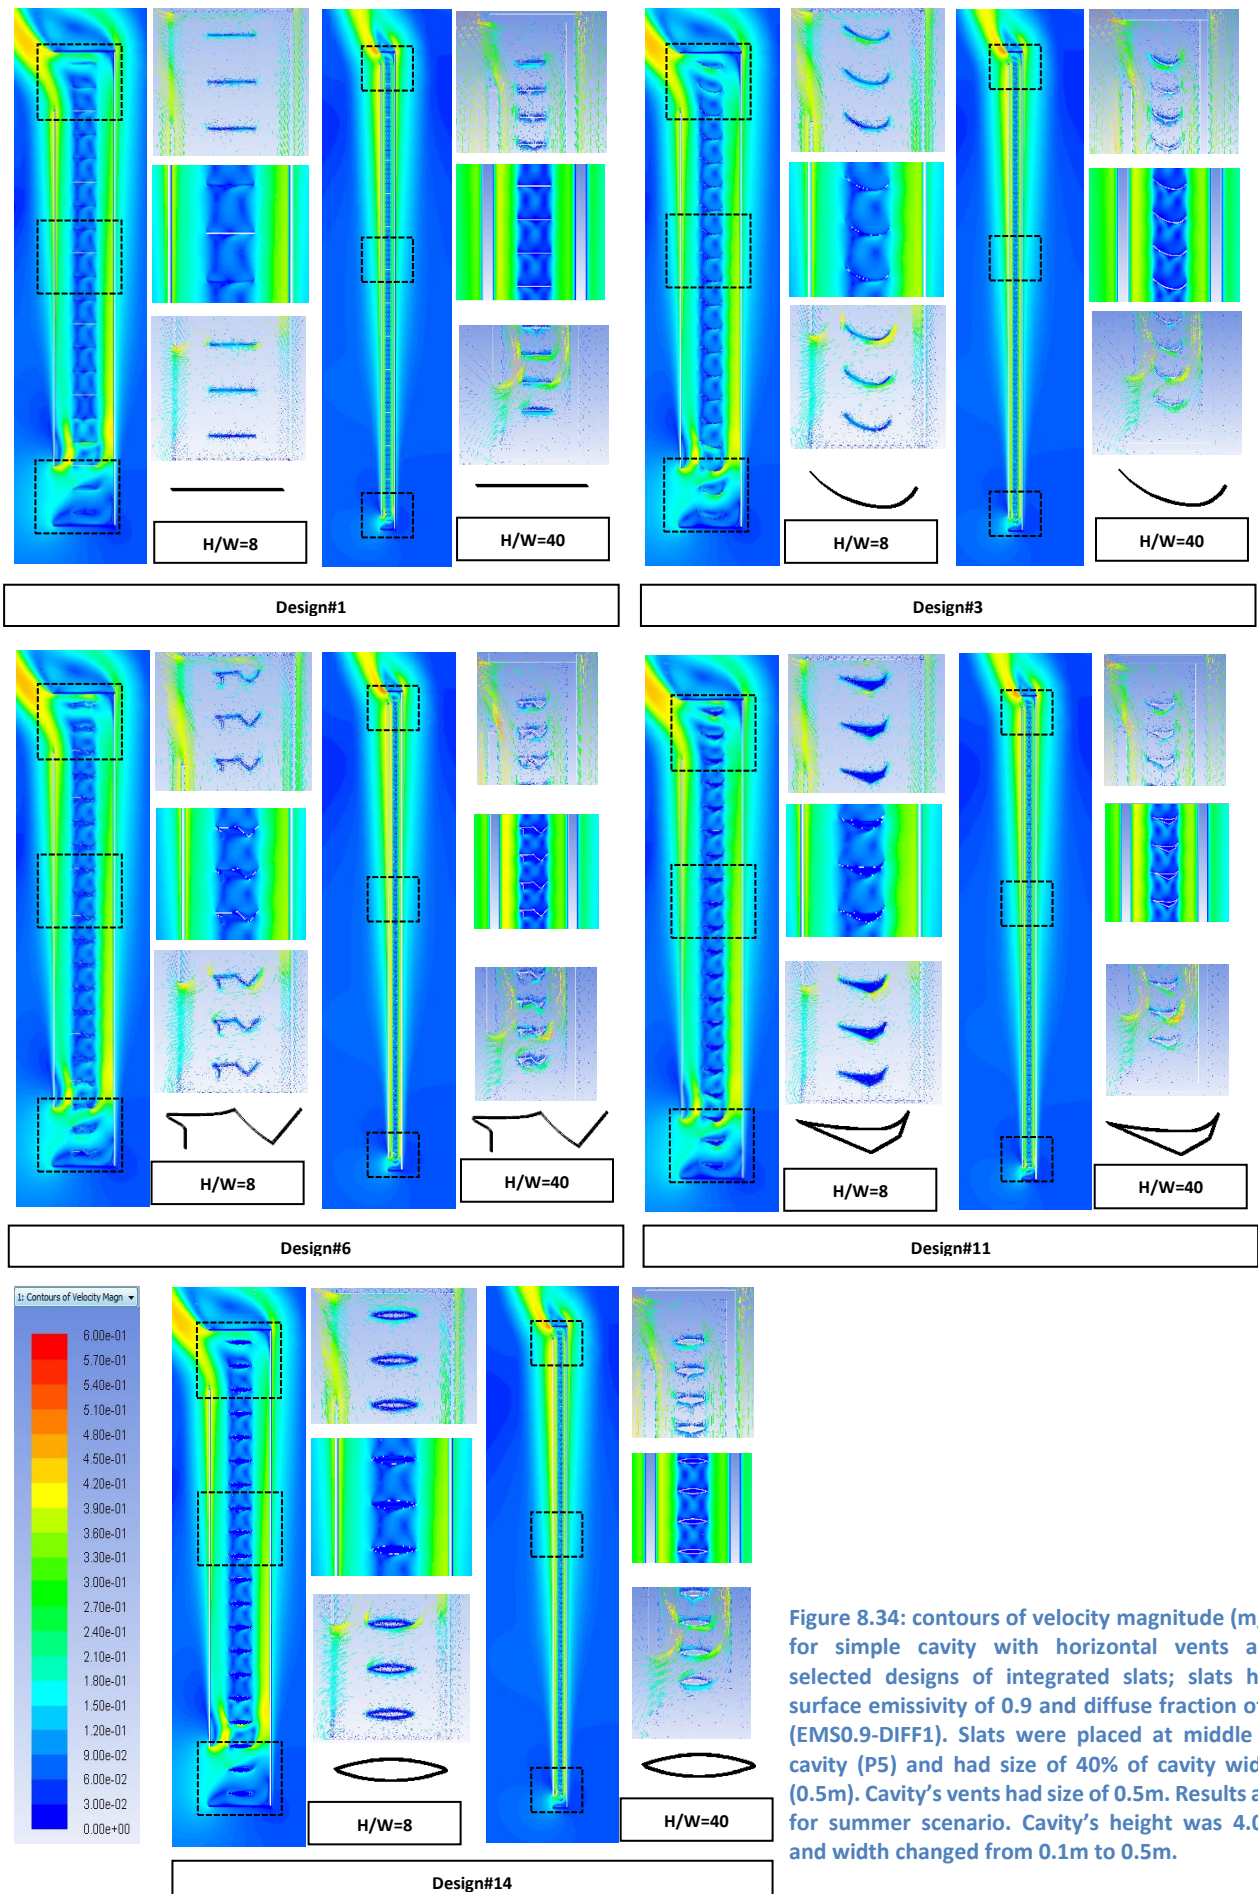 H/W=8
H/W=40
H/W=8
H/W=40
Design#1
Design#3
H/W=8
H/W=40
H/W=8
H/W=40
Design#6
Design#11
1: Contours of Velocity Magn
6.00e-01
5.70e-01
5.40e-01
5.10e-01
4.80e-01
4.50e-01
4.20e-01
3.90e-01
3.60e-01
3.30e-01
3.00e-01
2.70e-01
2.40e-01
2.10e-01
1.80e-01
1.50e-01
1.20e-01
9.00e-02
6.00e-02
3.00e-02
0.00e+00
H/W=8
H/W=40
Design#14
Figure 8.34: contours of velocity magnitude (m/
for simple cavity with horizontal vents a
selected designs of integrated slats; slats h
surface emissivity of 0.9 and diffuse fraction of
(EMS0.9-DIFF1). Slats were placed at middle
cavity (P5) and had size of 40% of cavity wid
(0.5m). Cavity's vents had size of 0.5m. Results a
for summer scenario. Cavity's height was 4.0
and width changed from 0.1m to 0.5m.